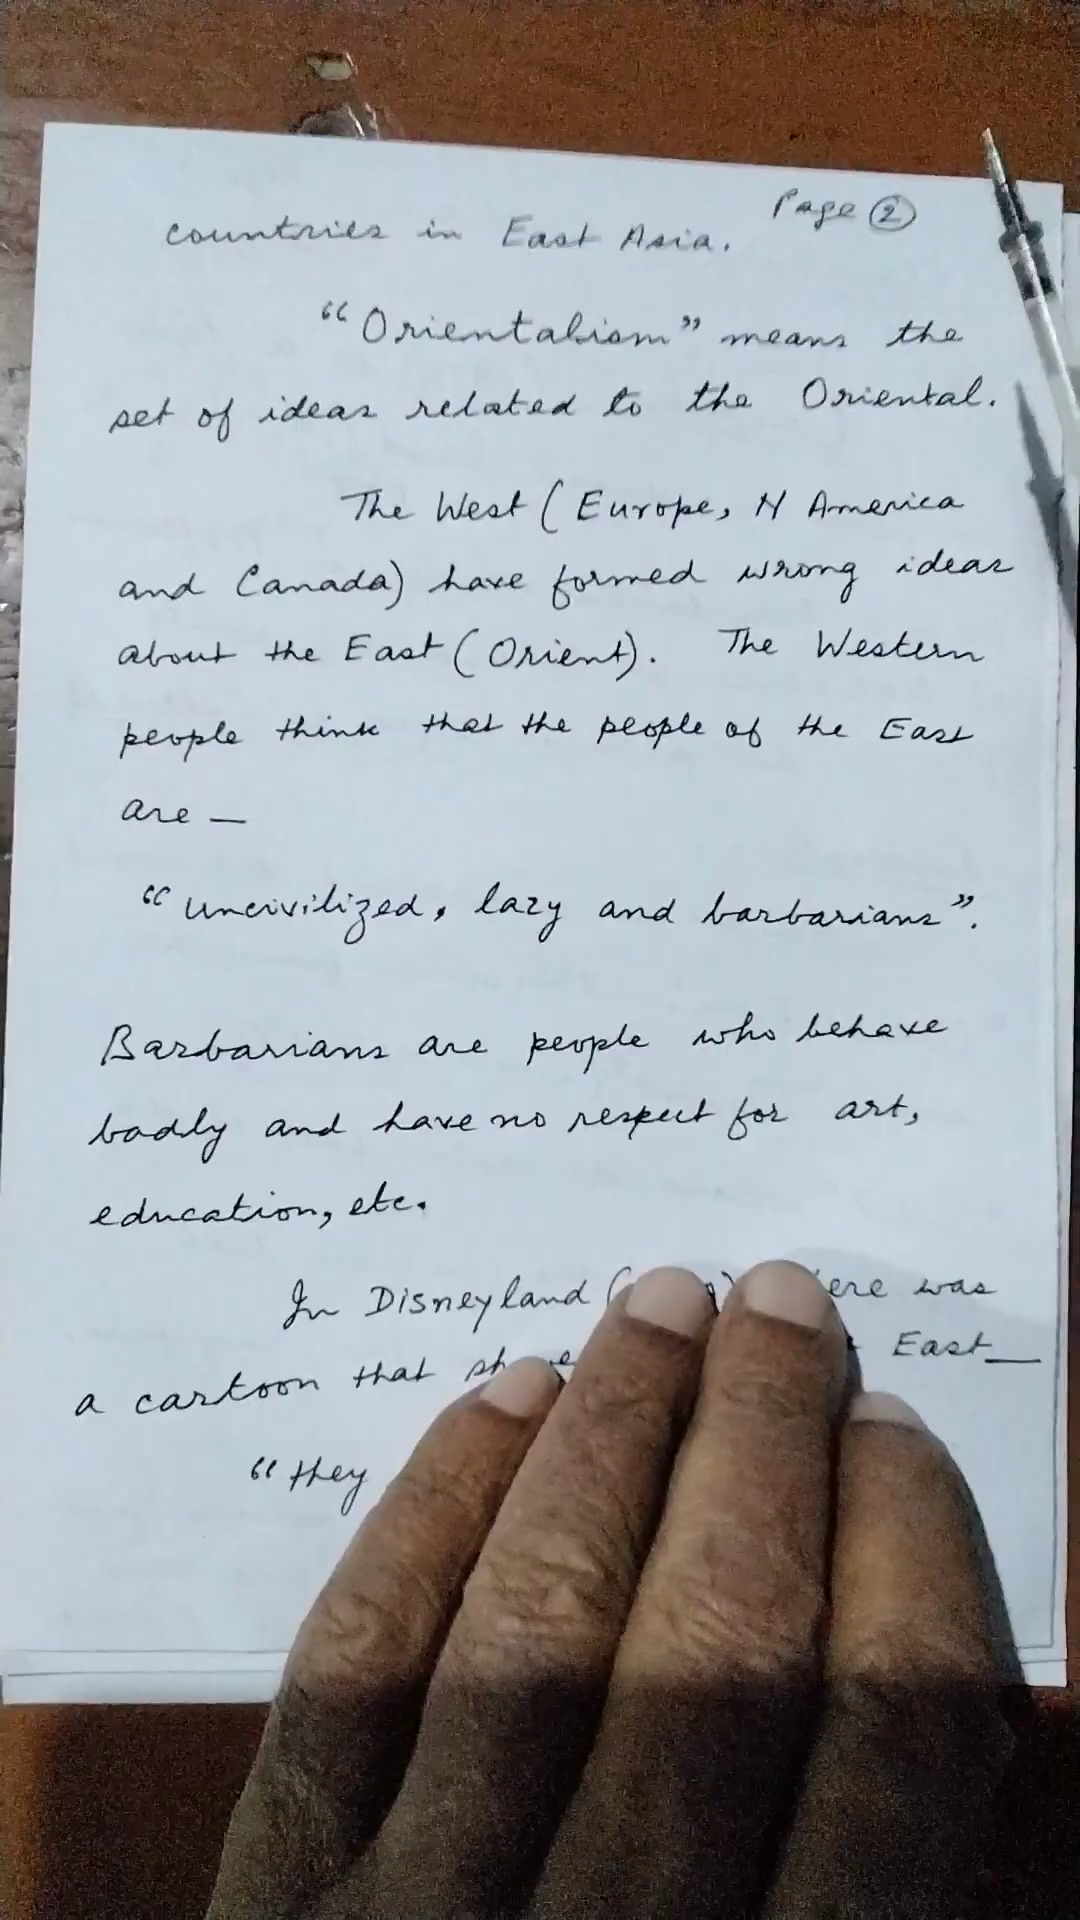 Page 2
countries in East Asia.
"Orientalism" means the
set of ideas related to the Oriental.
The West (Europe, N America
and Canada) have formed wrong ideas
about the East (Orient). The Western
people think that the people of the East
are —
"uncivilized, lazy and barbarians".
Barbarians are people who behave
badly and have no respect for art,
education, etc.
In Disneyland ( was
a cartoon that East —
"they